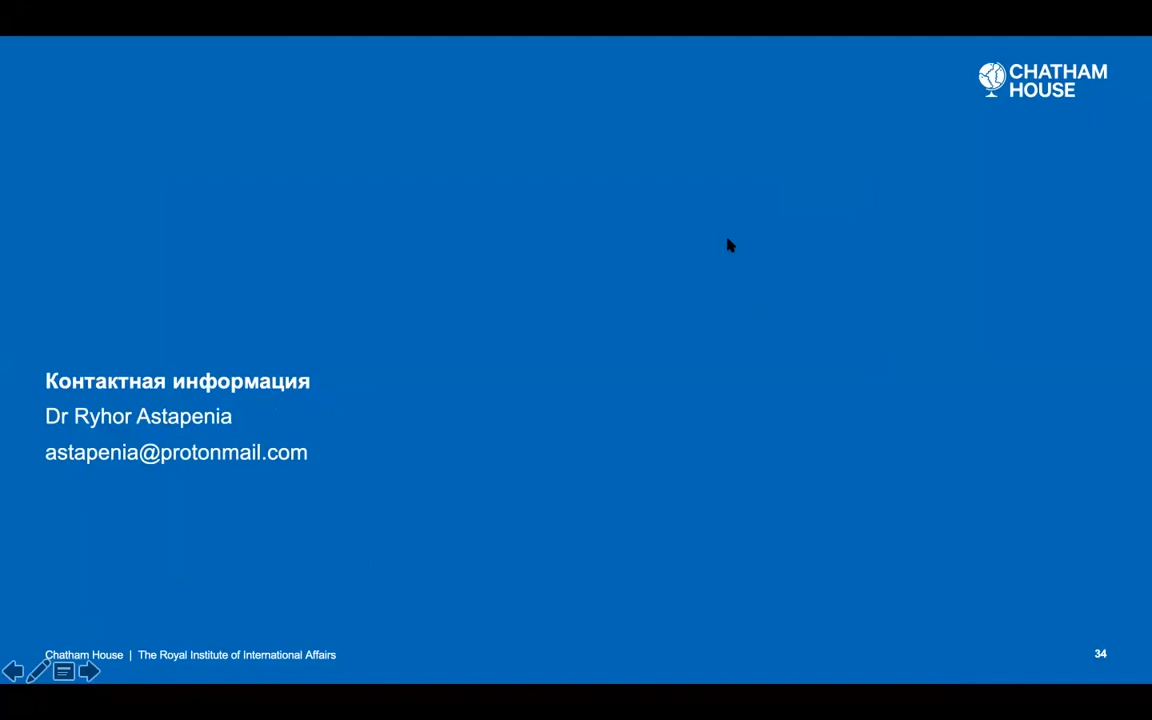 CHATHAM
HOUSE
Контактная информация
Dr Ryhor Astapenia
astapenia@protonmail.com
Chatham House | The Royal Institute of International Affairs
34